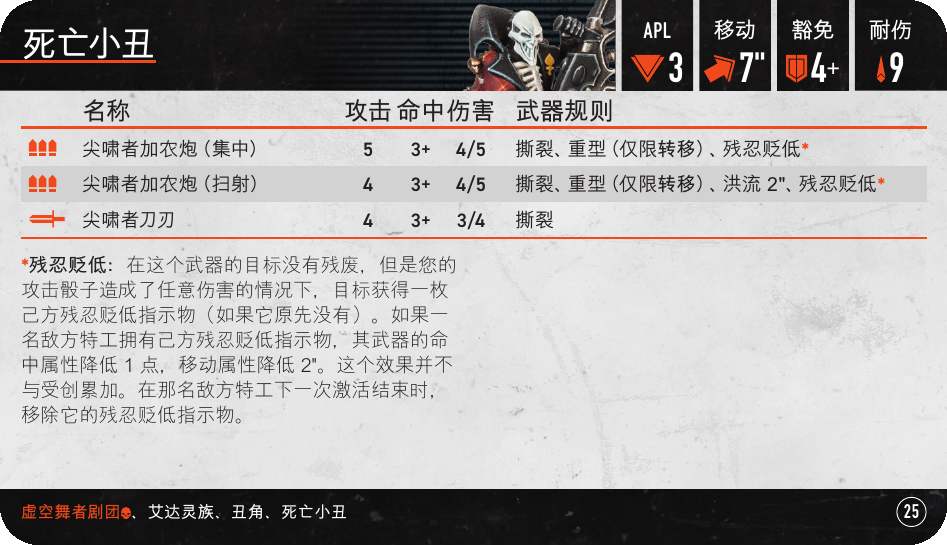 死亡小丑
APL 移动 豁免 耐伤
3 7" 4+ 9
名称 攻击 命中 伤害 武器规则
尖啸者加农炮（集中） 5 3+ 4/5 撕裂、重型（仅限转移）、残忍贬低*
尖啸者加农炮（扫射） 4 3+ 4/5 撕裂、重型（仅限转移）、洪流 2"、残忍贬低*
尖啸者刀刃 4 3+ 3/4 撕裂
*残忍贬低：在这个武器的目标没有残废，但是您的
攻击骰子造成了任意伤害的情况下，目标获得一枚
己方残忍贬低指示物（如果它原先没有）。如果一
名敌方特工拥有己方残忍贬低指示物，其武器的命
中属性降低 1 点，移动属性降低 2"。这个效果并不
与受创累加。在那名敌方特工下一次激活结束时，
移除它的残忍贬低指示物。
虚空舞者剧团、艾达灵族、丑角、死亡小丑
25